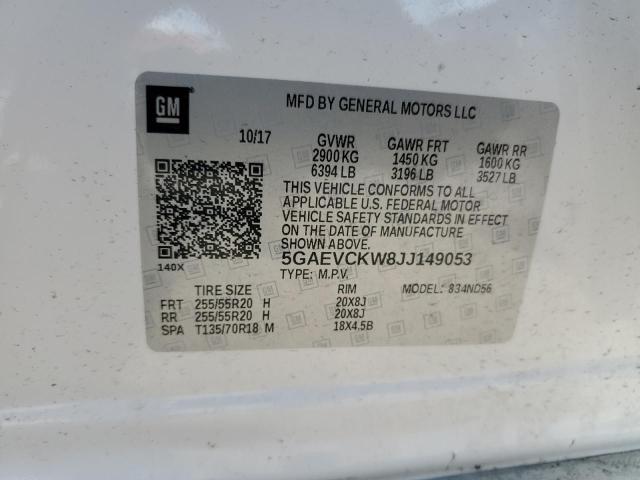 GM
MFD BY GENERAL MOTORS LLC
10/17 GVWR GAWR FRT GAWR RR
2900 KG 1450 KG 1600 KG
6394 LB 3196 LB 3527 LB
THIS VEHICLE CONFORMS TO ALL
APPLICABLE U.S. FEDERAL MOTOR
VEHICLE SAFETY STANDARDS IN EFFECT
ON THE DATE OF MANUFACTURE
SHOWN ABOVE.
140X 5GAEVCKW8JJ149053
TYPE: M.P.V. MODEL: 834ND56
TIRE SIZE RIM
FRT 255/55R20 H 20X8J
RR 255/55R20 H 20X8J
SPA T135/70R18 M 18X4.5B